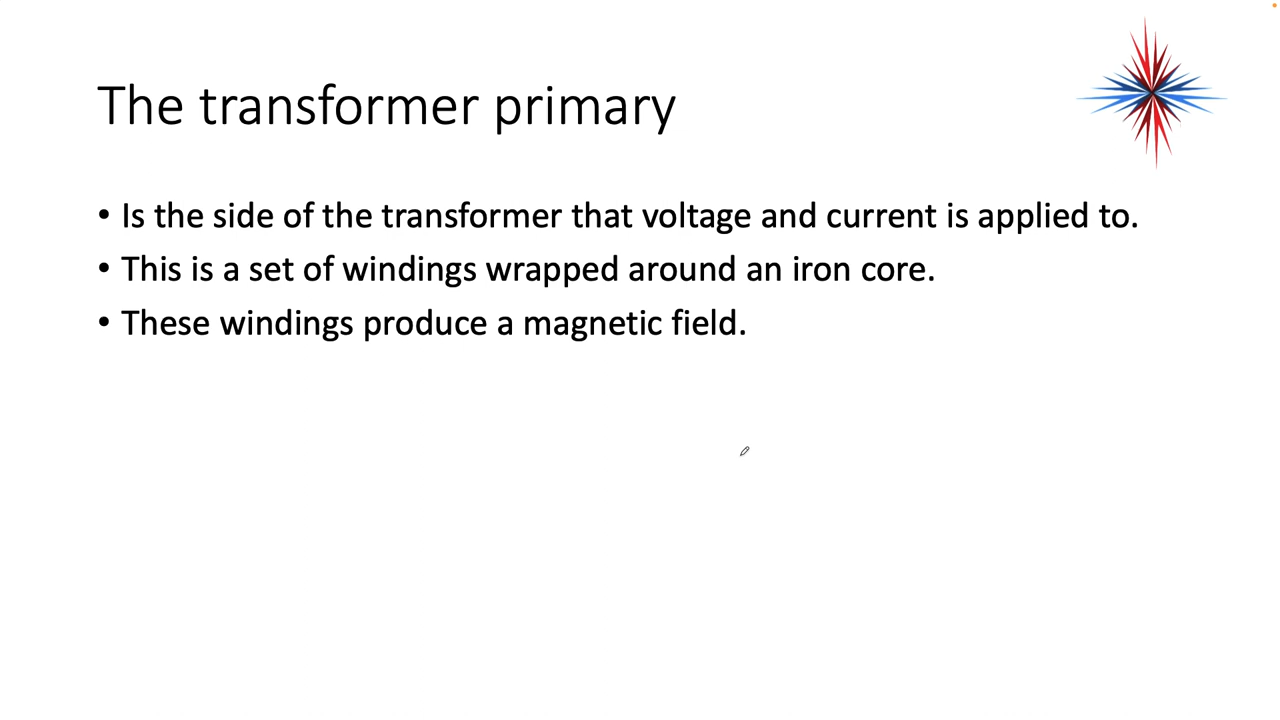 The transformer primary
• Is the side of the transformer that voltage and current is applied to.
• This is a set of windings wrapped around an iron core.
• These windings produce a magnetic field.